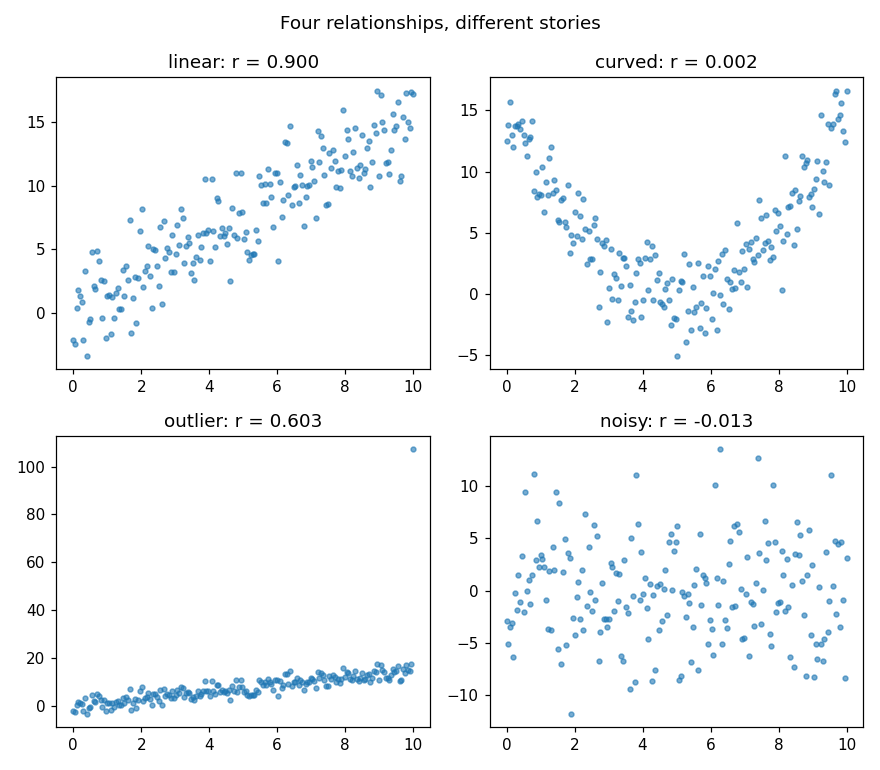 Four relationships, different stories
linear: r = 0.900
15
10
5
0
0 2 4 6 8 10
curved: r = 0.002
15
10
5
0
−5
0 2 4 6 8 10
outlier: r = 0.603
100
80
60
40
20
0
0 2 4 6 8 10
noisy: r = -0.013
10
5
0
−5
−10
0 2 4 6 8 10